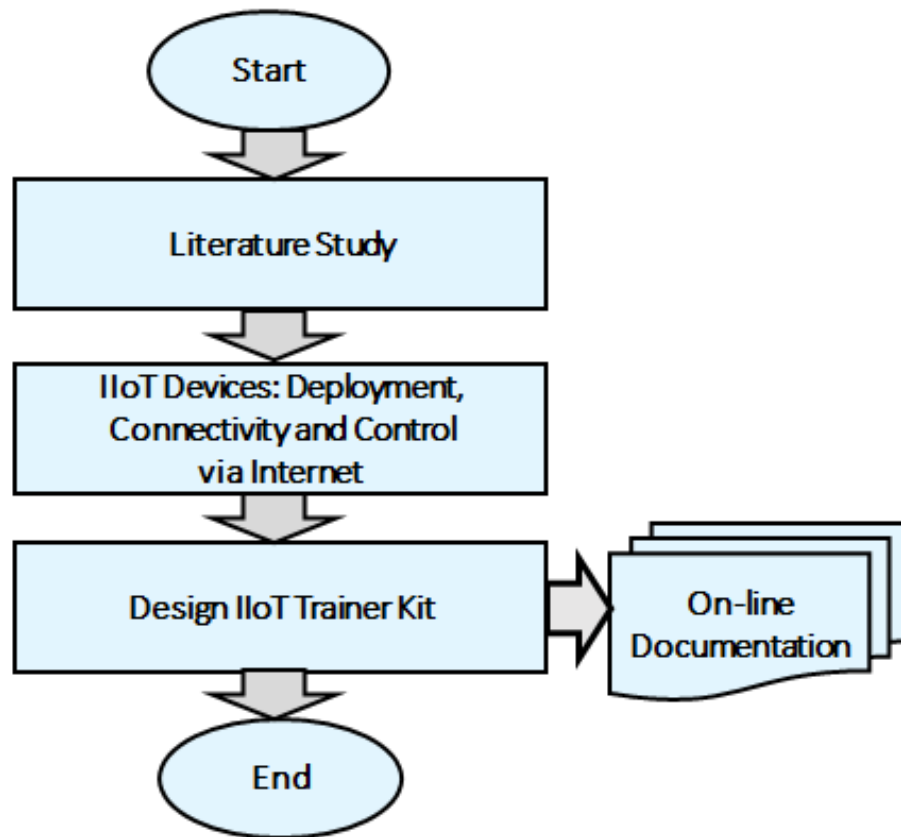 Start
Literature Study
IIoT Devices: Deployment,
Connectivity and Control
via Internet
Design IIoT Trainer Kit
On-line
Documentation
End